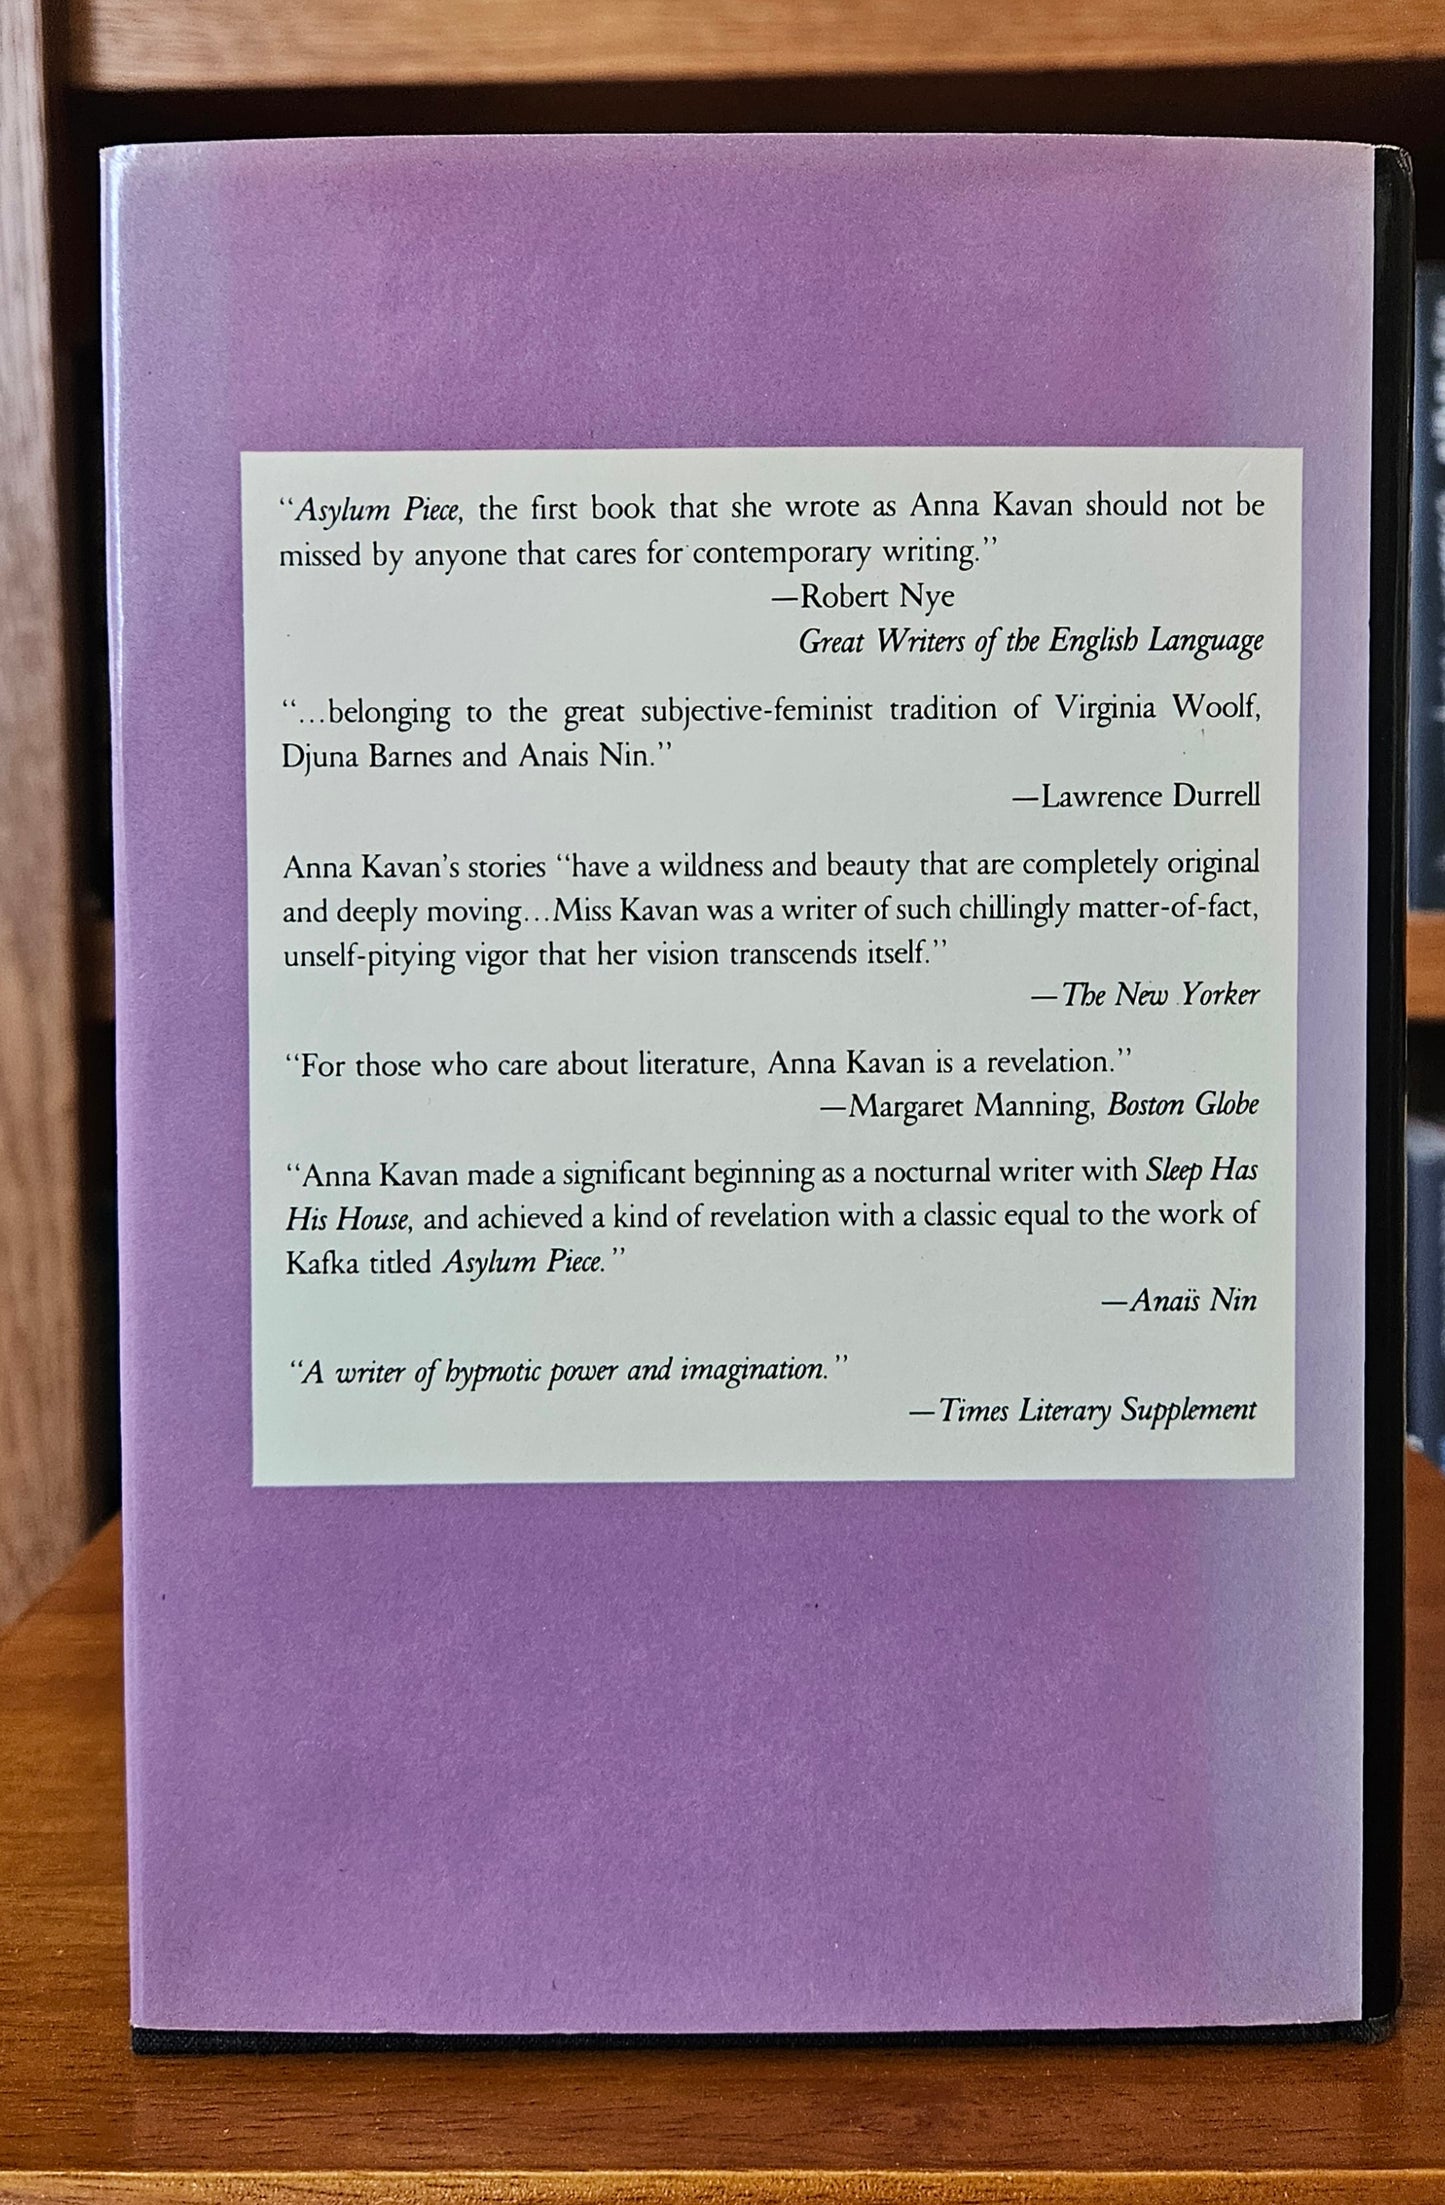 “Asylum Piece, the first book that she wrote as Anna Kavan should not be
missed by anyone that cares for contemporary writing.”
—Robert Nye
Great Writers of the English Language
“...belonging to the great subjective-feminist tradition of Virginia Woolf,
Djuna Barnes and Anais Nin.”
—Lawrence Durrell
Anna Kavan’s stories “have a wildness and beauty that are completely original
and deeply moving...Miss Kavan was a writer of such chillingly matter-of-fact,
unself-pitying vigor that her vision transcends itself.”
—The New Yorker
“For those who care about literature, Anna Kavan is a revelation.”
—Margaret Manning, Boston Globe
“Anna Kavan made a significant beginning as a nocturnal writer with Sleep Has
His House, and achieved a kind of revelation with a classic equal to the work of
Kafka titled Asylum Piece.”
—Anaïs Nin
“A writer of hypnotic power and imagination.”
—Times Literary Supplement